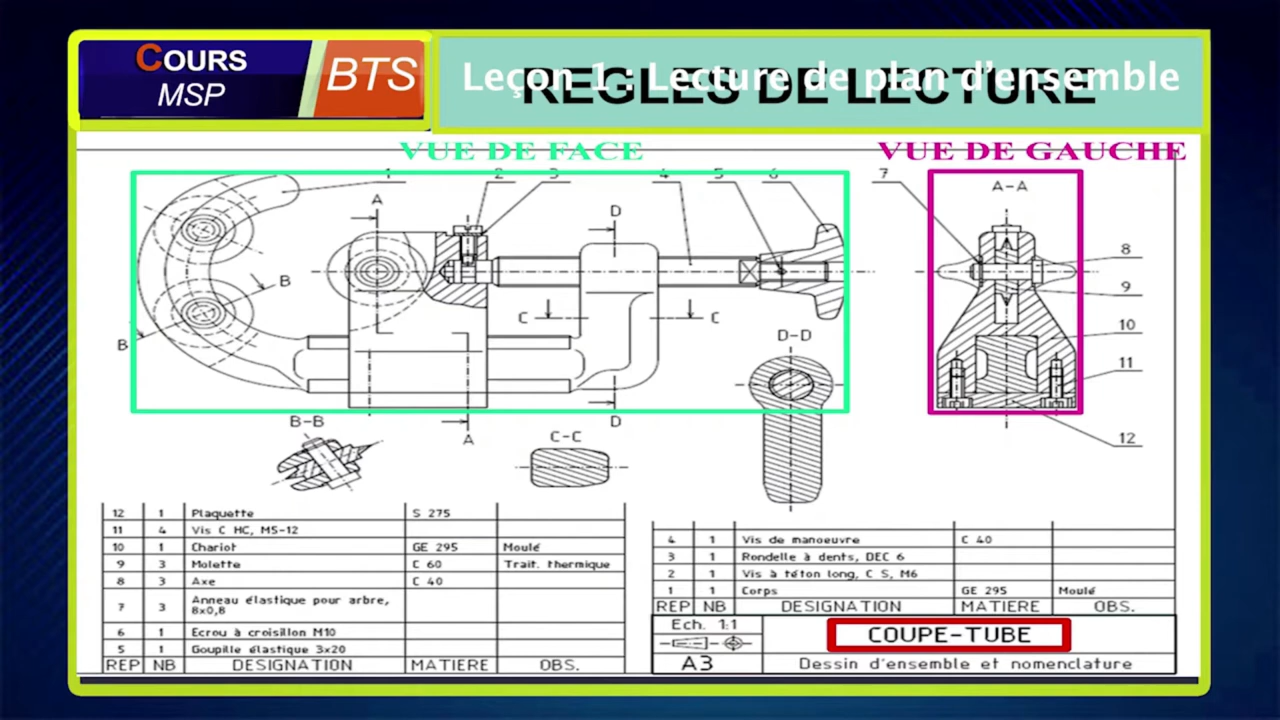 COURS
MSP
BTS
Leçon 1 : Lecture de plan d'ensemble
REGLES DE LECTURE
VUE DE FACE
VUE DE GAUCHE
1 2 3 4 5 6 7
A-A
A
D
8
B
9
C C
10
B
D-D
11
B-B
A
D
C-C
12
12 1 Plaquette S 275
11 4 Vis C HC, M5-12
10 1 Chariot GE 295 Moulé
9 3 Molette C 60 Trait. thermique
8 3 Axe C 40
7 3 Anneau élastique pour arbre, 8x0,8
6 1 Ecrou à croisillon M10
5 1 Goupille élastique 3x20
REP NB DESIGNATION MATIERE OBS.
4 1 Vis de manoeuvre C 40
3 1 Rondelle à dents, DEC 6
2 1 Vis à téton long, C S, M6
1 1 Corps GE 295 Moulé
REP NB DESIGNATION MATIERE OBS.
Ech. 1:1
COUPE-TUBE
A3
Dessin d'ensemble et nomenclature